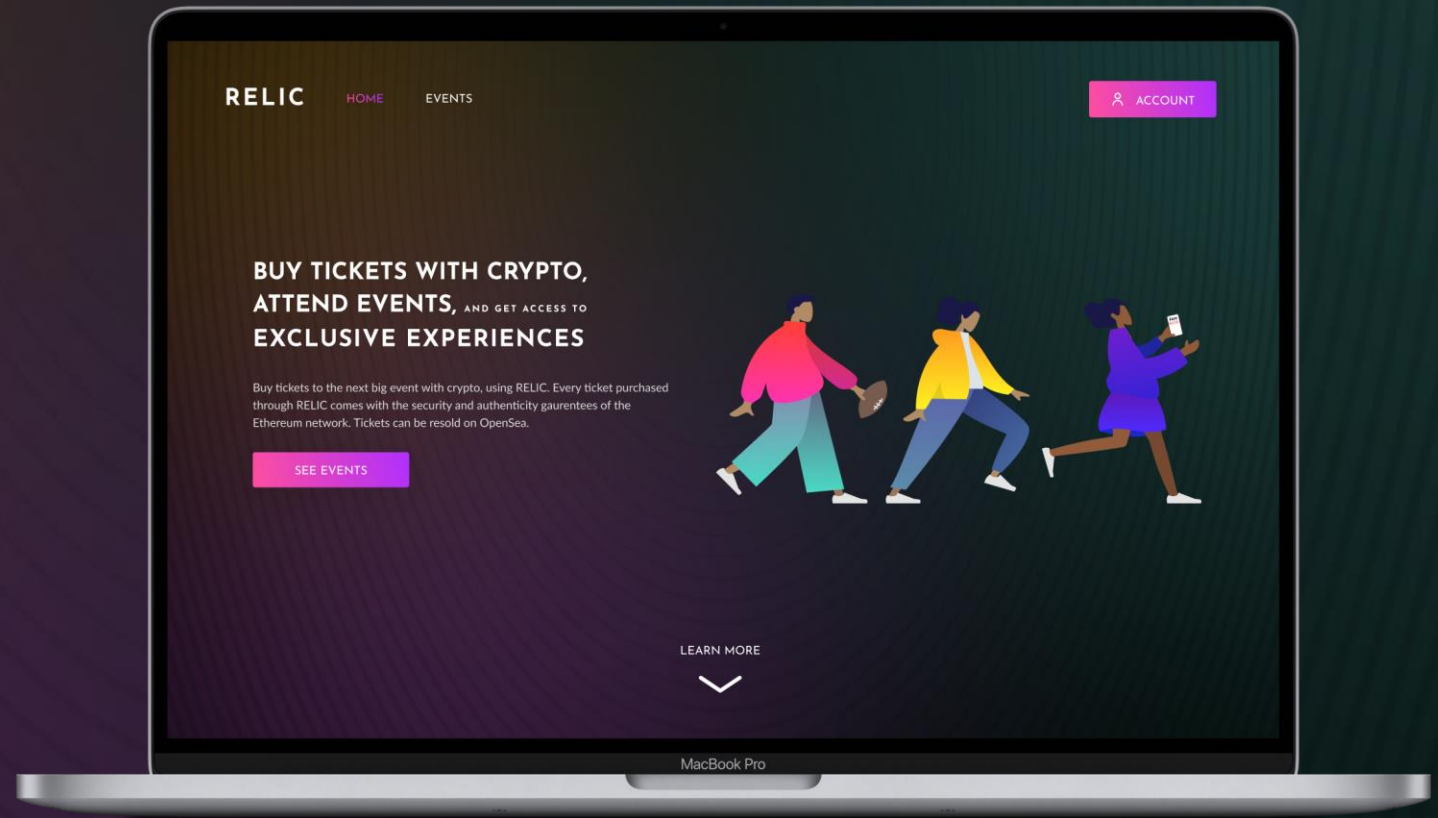 RELIC
HOME
EVENTS
ACCOUNT
BUY TICKETS WITH CRYPTO,
ATTEND EVENTS, AND GET ACCESS TO
EXCLUSIVE EXPERIENCES
Buy tickets to the next big event with crypto, using RELIC. Every ticket purchased
through RELIC comes with the security and authenticity gaurentees of the
Ethereum network. Tickets can be resold on OpenSea.
SEE EVENTS
LEARN MORE
MacBook Pro